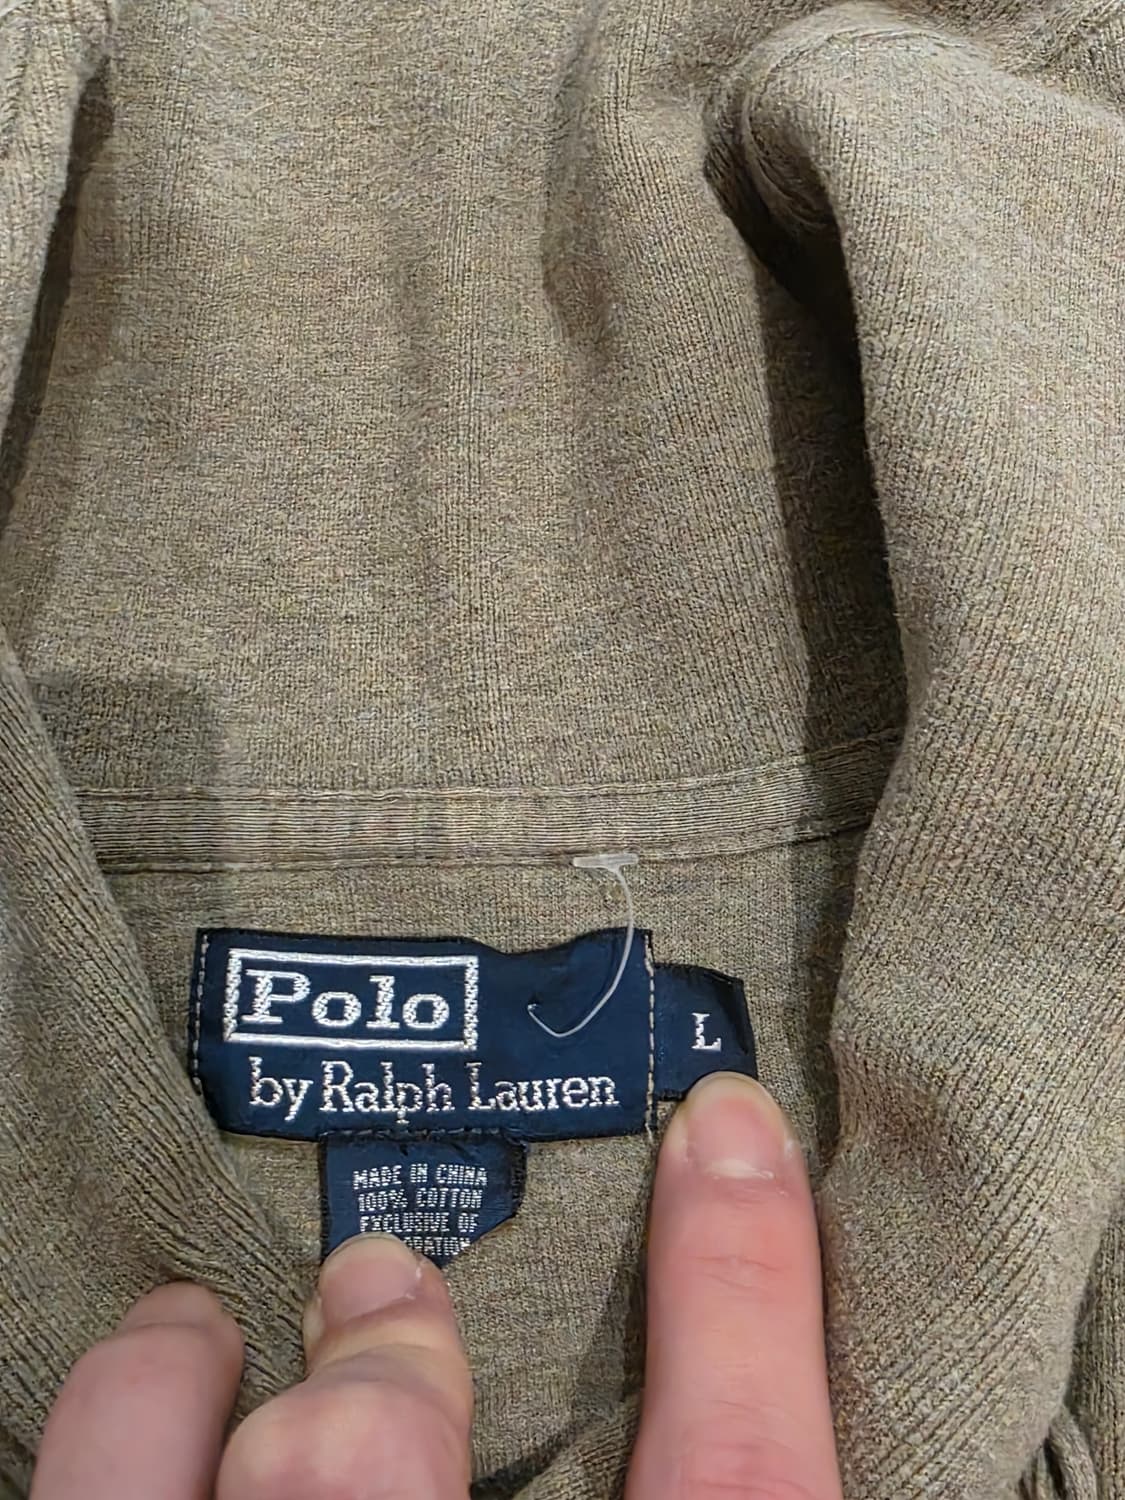 Polo
by Ralph Lauren
L
MADE IN CHINA
100% COTTON
EXCLUSIVE OF